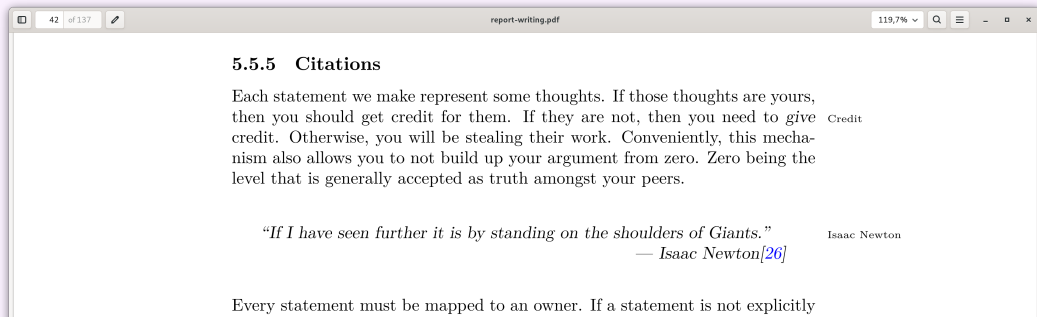 42 of 137
report-writing.pdf
119,7%
5.5.5 Citations
Each statement we make represent some thoughts. If those thoughts are yours,
then you should get credit for them. If they are not, then you need to give
Credit
credit. Otherwise, you will be stealing their work. Conveniently, this mecha-
nism also allows you to not build up your argument from zero. Zero being the
level that is generally accepted as truth amongst your peers.
“If I have seen further it is by standing on the shoulders of Giants.”
Isaac Newton
— Isaac Newton[26]
Every statement must be mapped to an owner. If a statement is not explicitly